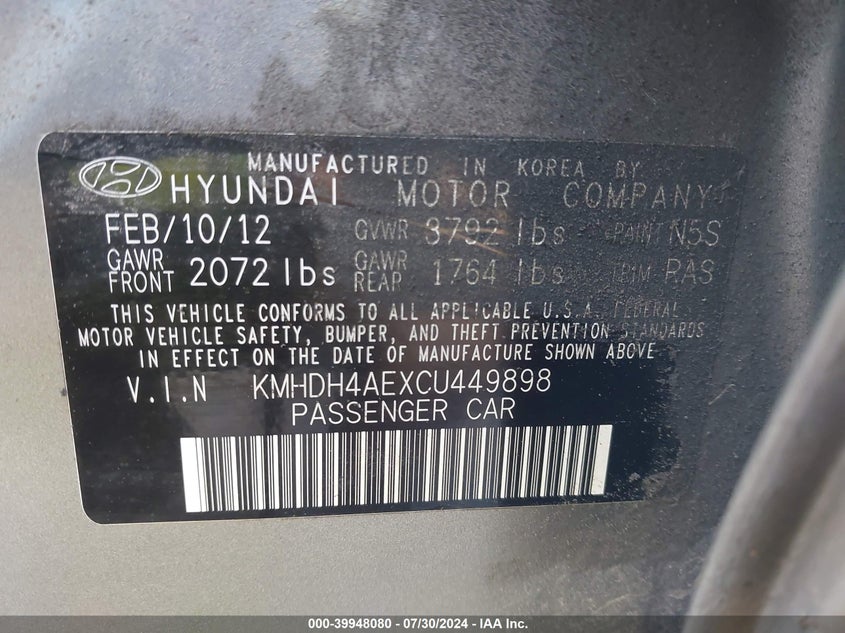 MANUFACTURED IN KOREA BY
HYUNDAI MOTOR COMPANY
FEB/10/12 GVWR 3792 lbs PAINT N5S
GAWR FRONT 2072 lbs GAWR REAR 1764 lbs TRIM RAS
THIS VEHICLE CONFORMS TO ALL APPLICABLE U.S.A. FEDERAL
MOTOR VEHICLE SAFETY, BUMPER, AND THEFT PREVENTION STANDARDS
IN EFFECT ON THE DATE OF MANUFACTURE SHOWN ABOVE
V.I.N KMHDH4AEXCU449898
PASSENGER CAR
000-39948080 / 07/30/2024 - IAA Inc.